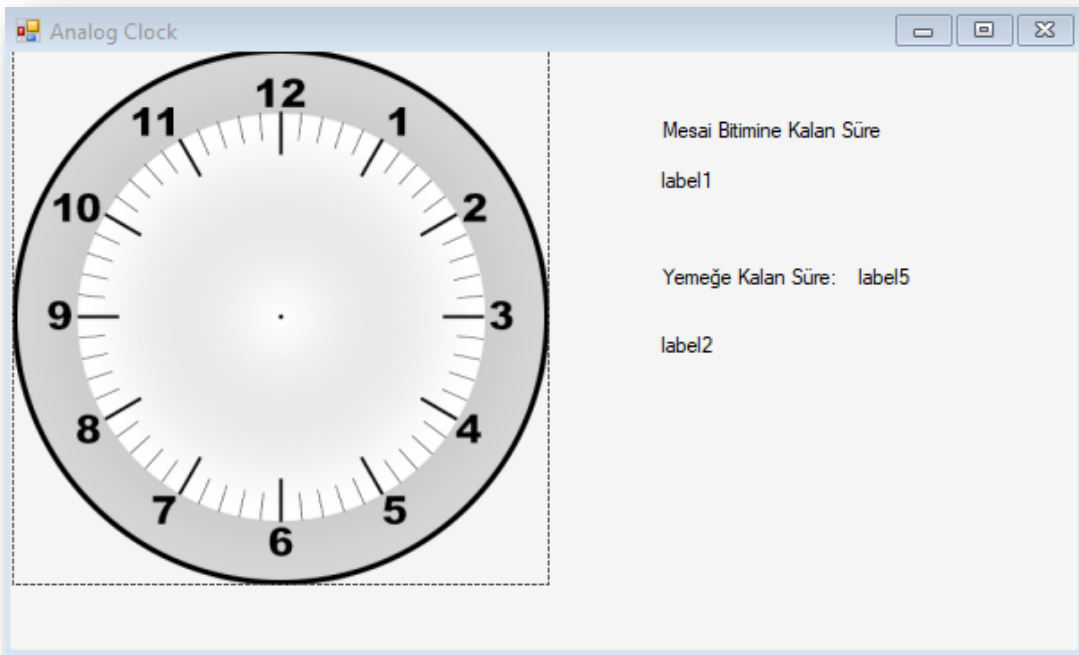 Analog Clock
12
11
1
10
2
9
3
8
4
7
5
6
Mesai Bitimine Kalan Süre
label1
Yemeğe Kalan Süre: label5
label2